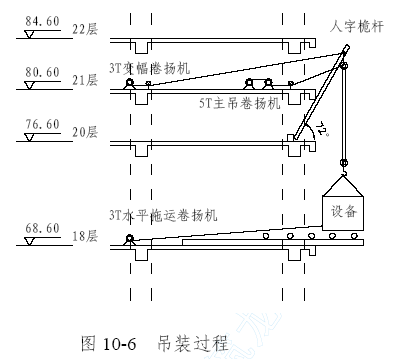 84.60 22层
人字桅杆
80.60 21层
3T变幅卷扬机
5T主吊卷扬机
76.60 20层
72°
3T水平拖运卷扬机
68.60 18层
设备
图 10-6 吊装过程